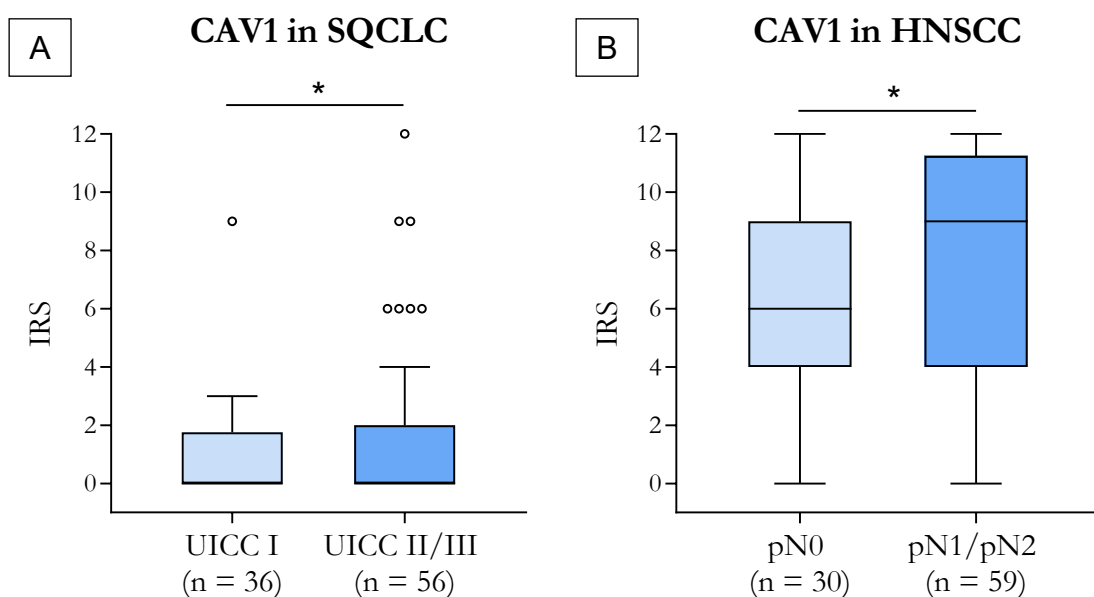 A
CAV1 in SQCLC
*
12
10
8
6
4
2
0
IRS
UICC I
(n = 36)
UICC II/III
(n = 56)
B
CAV1 in HNSCC
*
12
10
8
6
4
2
0
IRS
pN0
(n = 30)
pN1/pN2
(n = 59)